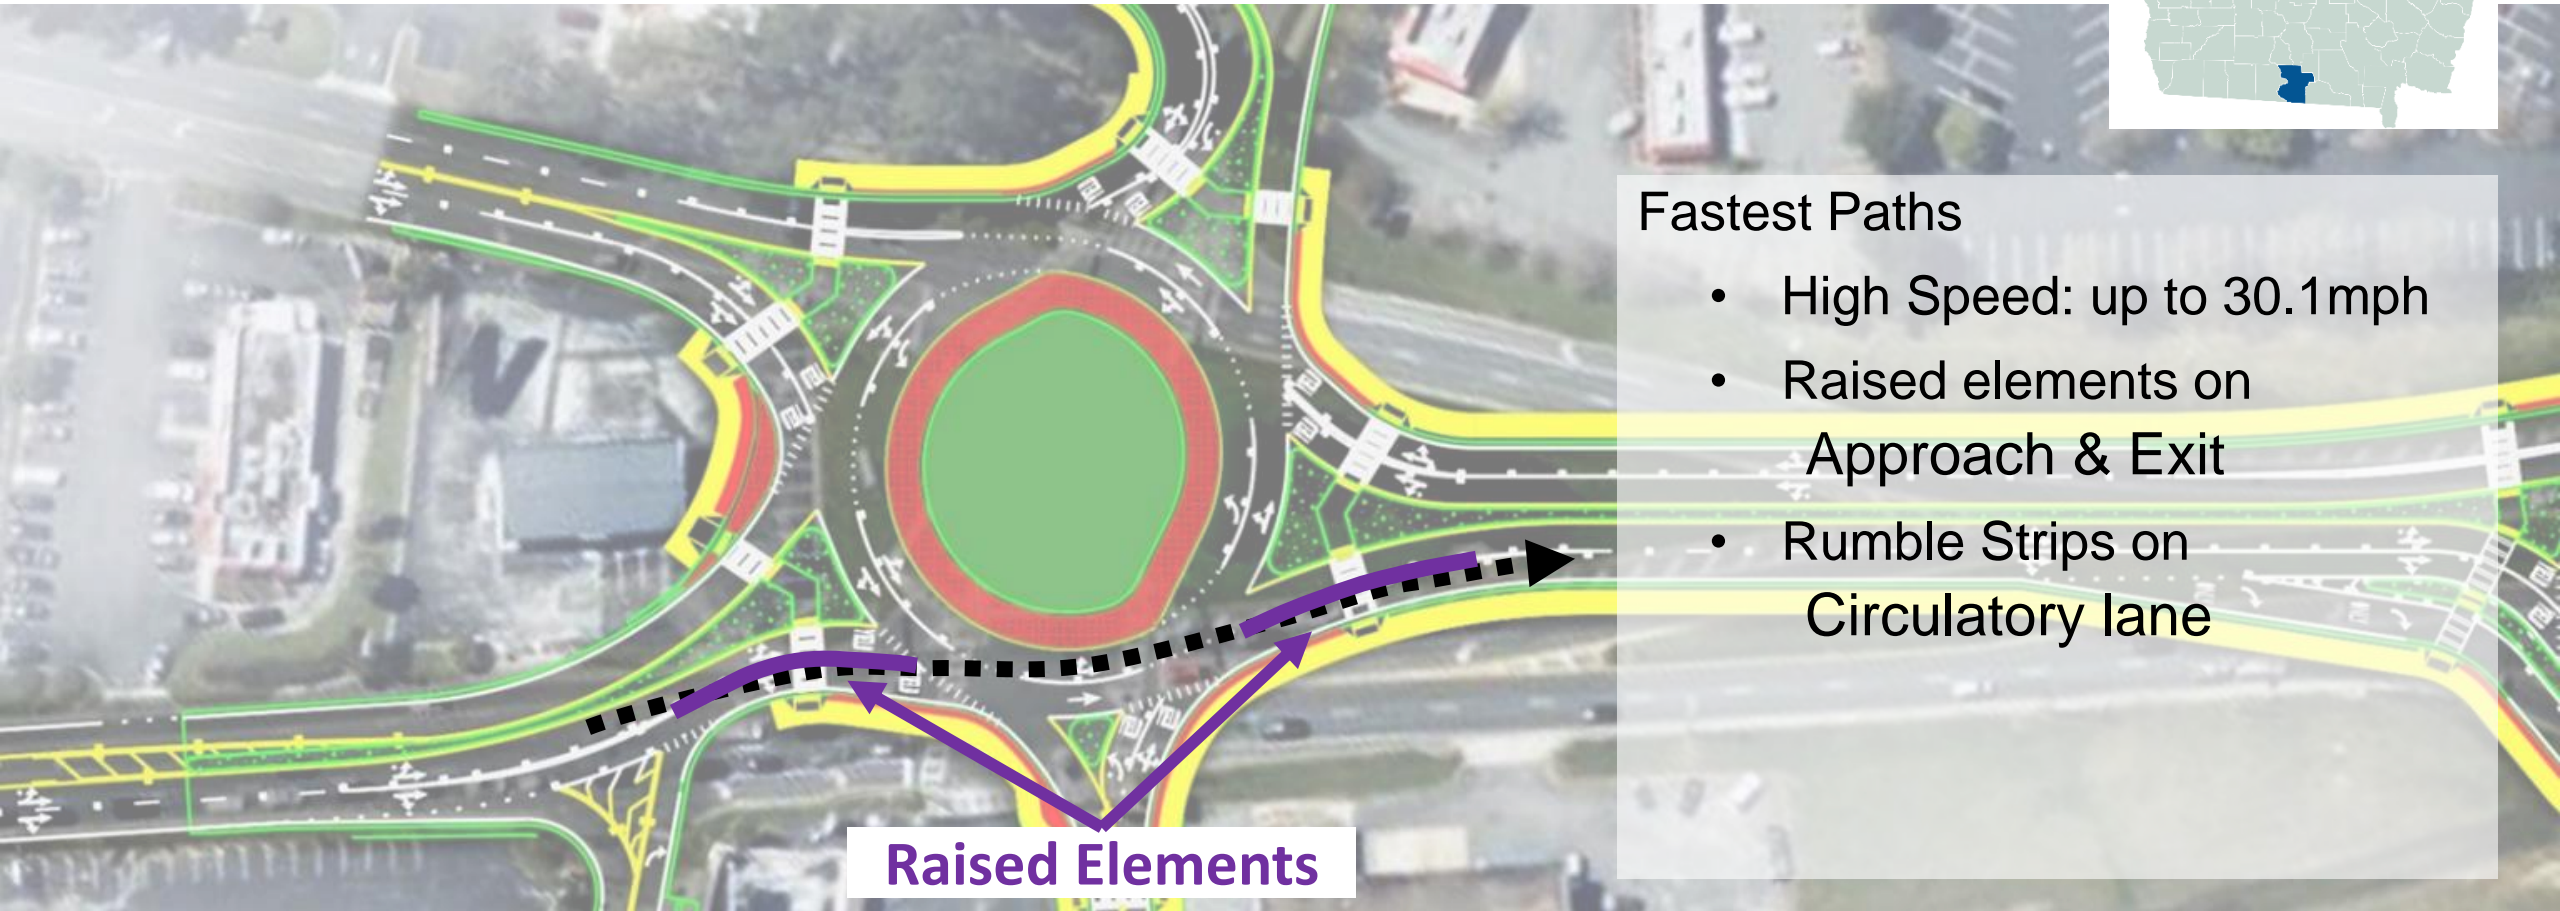 Fastest Paths
• High Speed: up to 30.1mph
• Raised elements on
Approach & Exit
• Rumble Strips on
Circulatory lane
Raised Elements